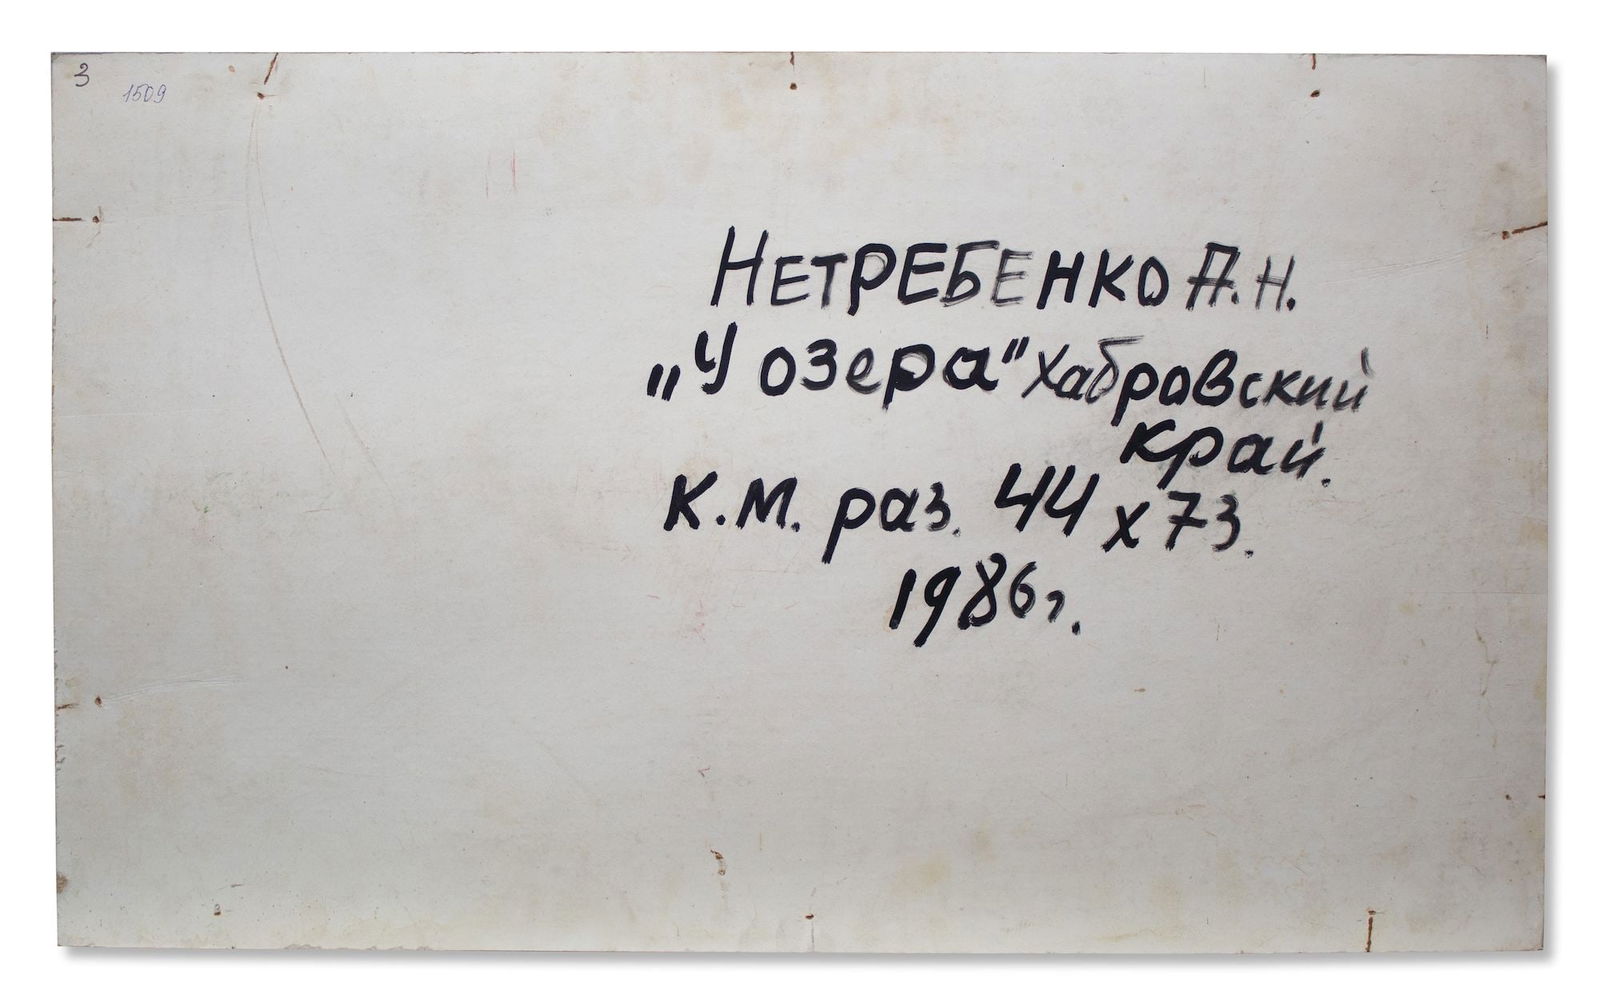 3
1509
НЕТРЕБЕНКО А.Н.
„У озера" Хабровский
край.
К.М. раз. 44 х 73.
1986г.